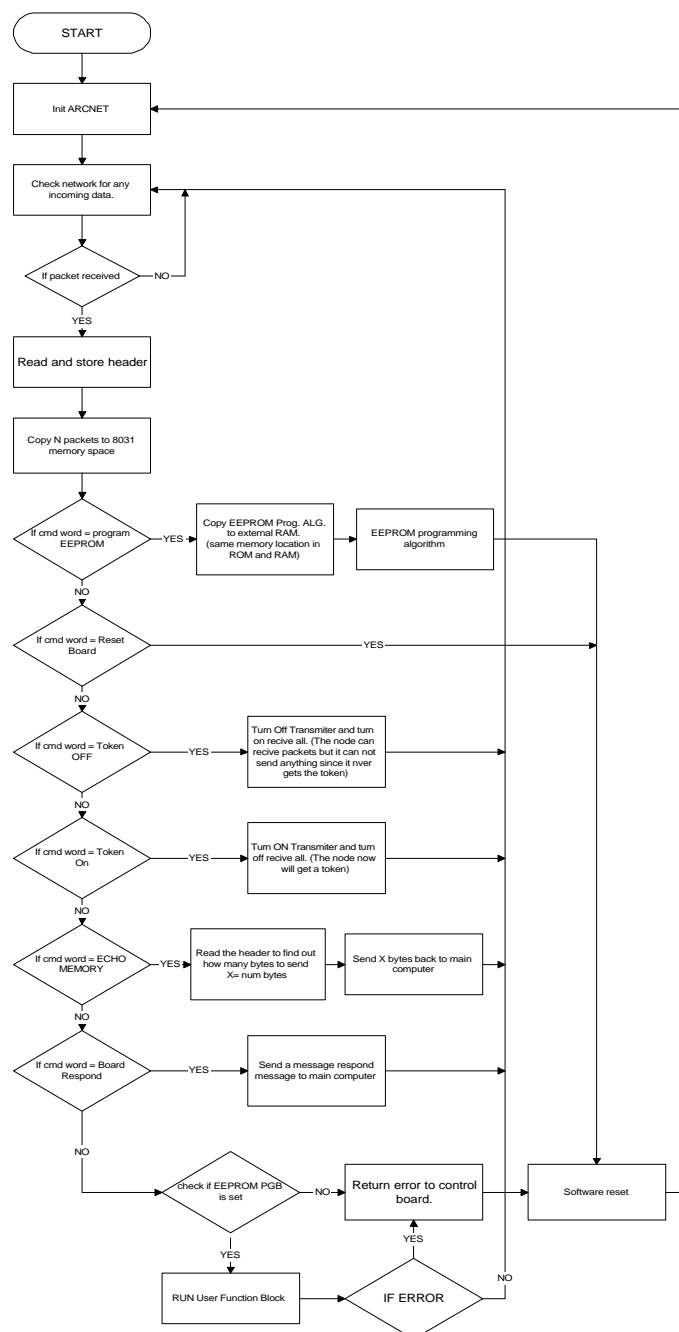 START
Init ARCNET
Check network for any
incoming data.
If packet received
NO
YES
Read and store header
Copy N packets to 8031
memory space
If cmd word = program
EEPROM
YES
Copy EEPROM Prog. ALG.
to external RAM.
(same memory location in
ROM and RAM)
EEPROM programming
algorithm
NO
If cmd word = Reset
Board
YES
NO
If cmd word = Token
OFF
YES
Turn Off Transmiter and turn
on recive all. (The node can
recive packets but it can not
send anything since it nver
gets the token)
NO
If cmd word = Token
On
YES
Turn ON Transmiter and turn
off recive all. (The node now
will get a token)
NO
If cmd word = ECHO
MEMORY
YES
Read the header to find out
how many bytes to send
X= num bytes
Send X bytes back to main
computer
NO
If cmd word = Board
Respond
YES
Send a message respond
message to main computer
NO
check if EEPROM PGB
is set
NO
Return error to control
board.
Software reset
YES
YES
RUN User Function Block
IF ERROR
NO